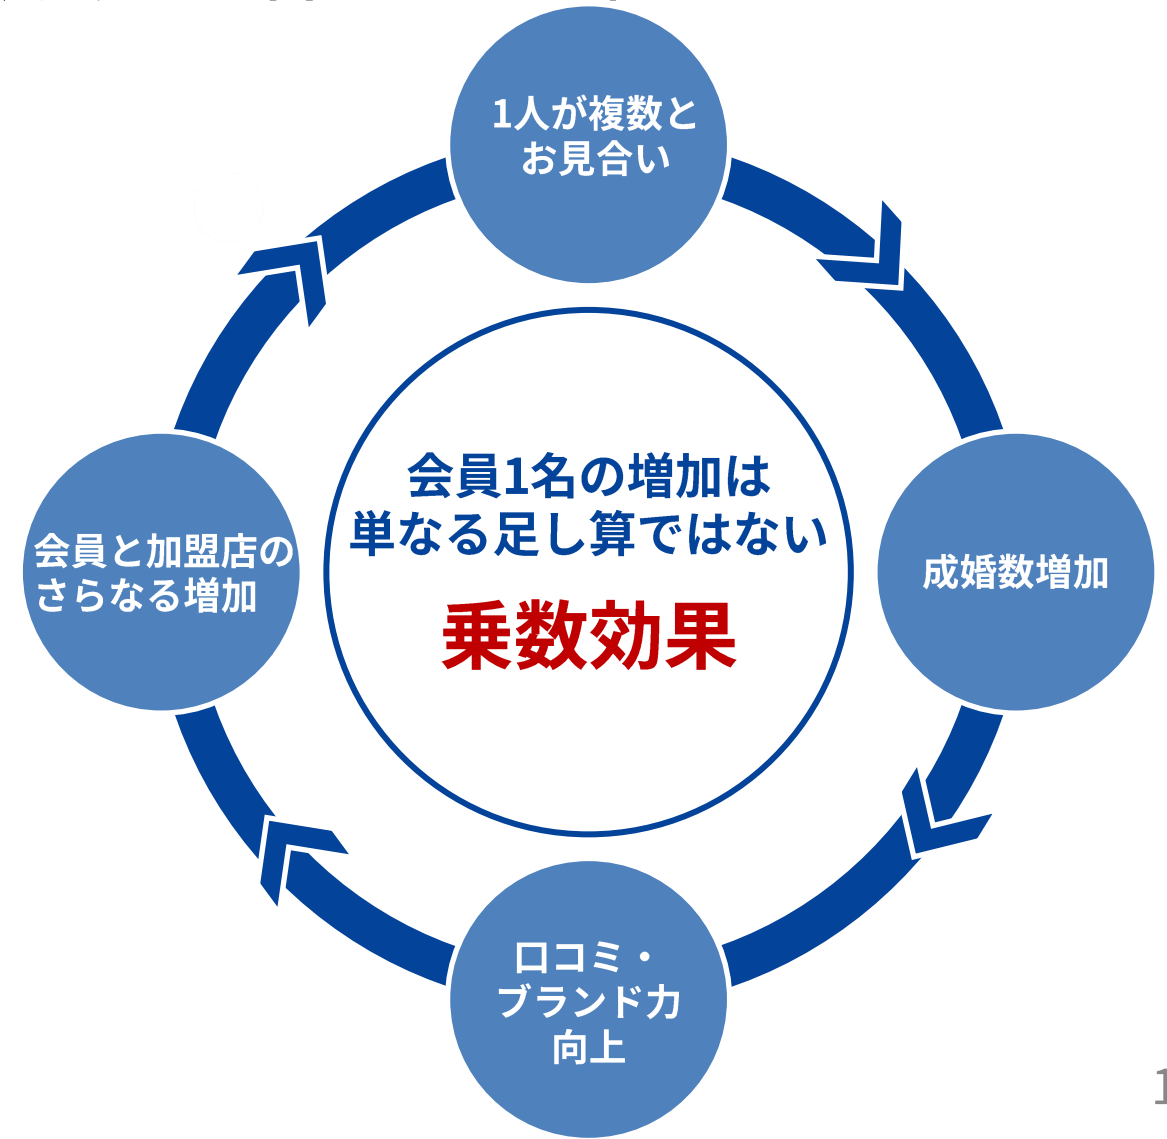 1人が複数と
お見合い
会員1名の増加は
単なる足し算ではない
乗数効果
会員と加盟店の
さらなる増加
成婚数増加
口コミ・
ブランド力
向上